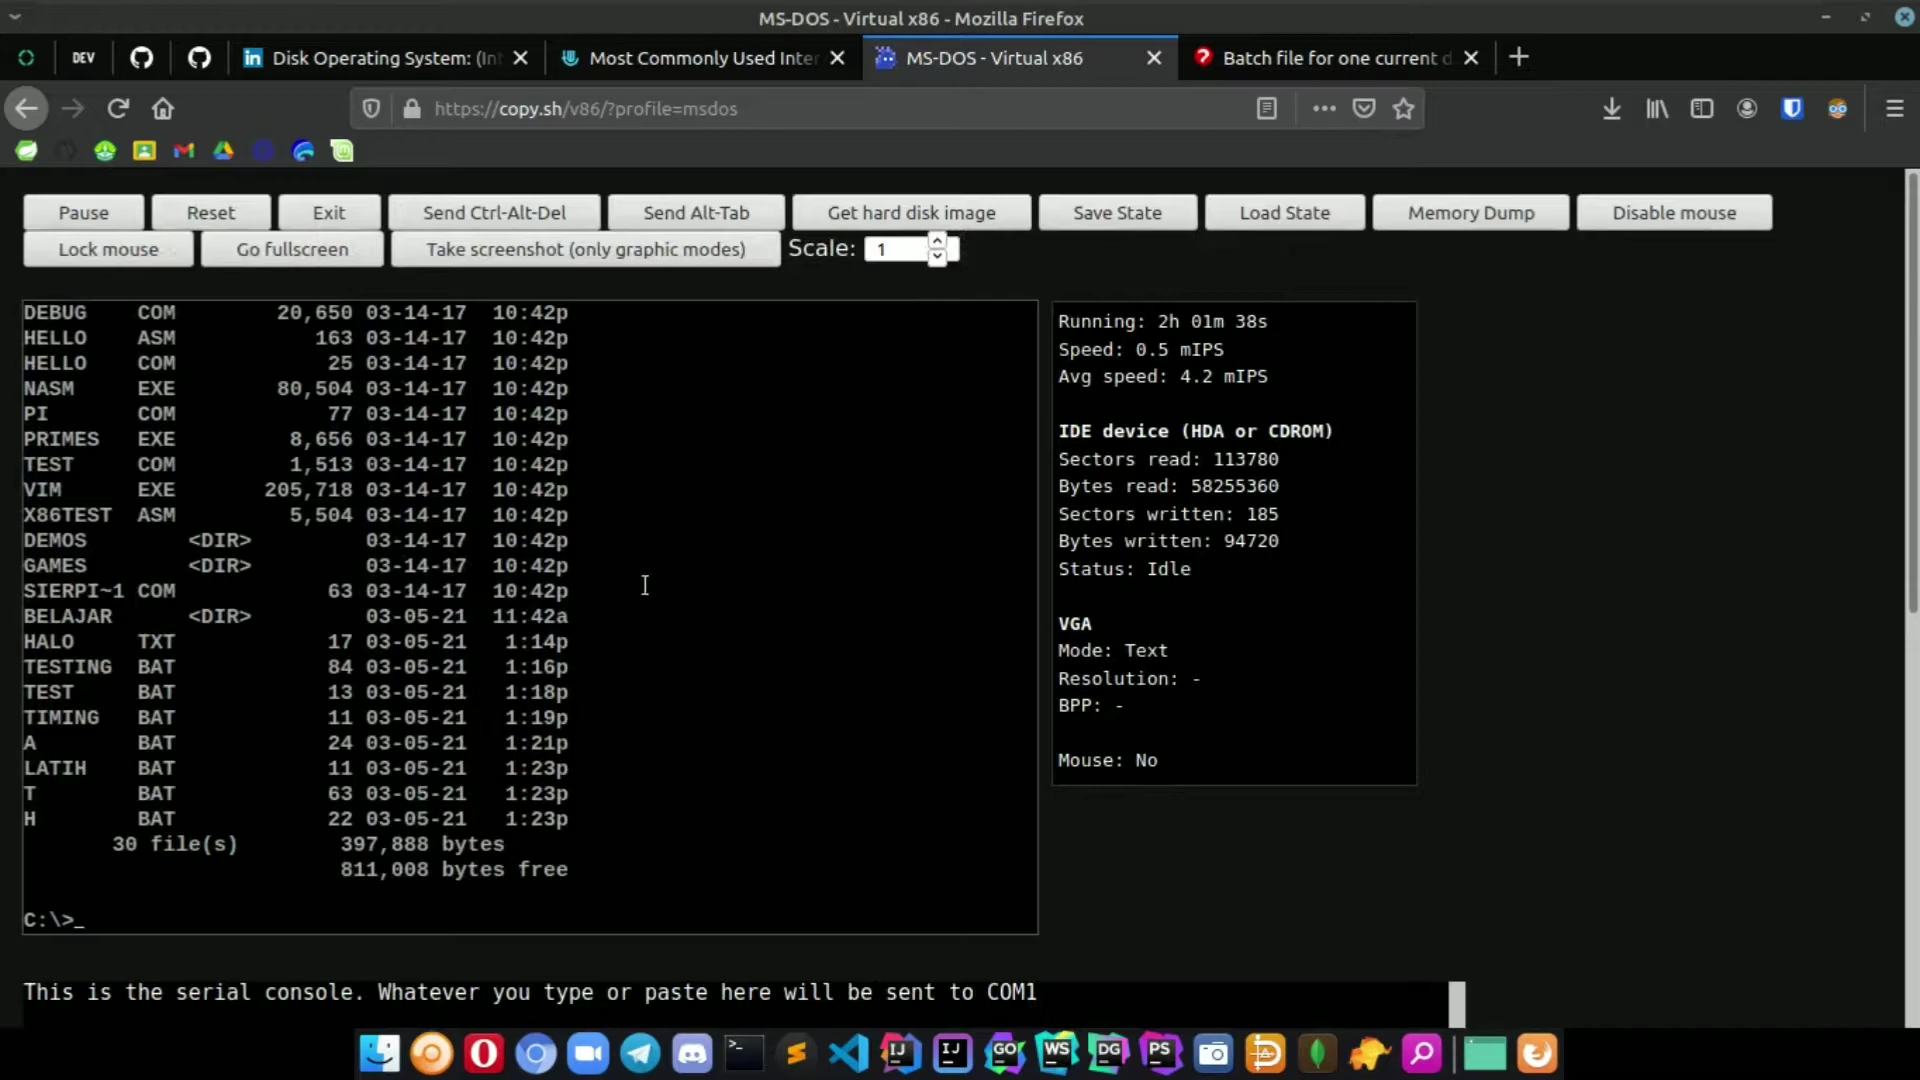 MS-DOS - Virtual x86 - Mozilla Firefox
DEV
Disk Operating System: (Int
Most Commonly Used Inter
MS-DOS - Virtual x86
Batch file for one current d
https://copy.sh/v86/?profile=msdos
Pause Reset Exit Send Ctrl-Alt-Del Send Alt-Tab Get hard disk image Save State Load State Memory Dump Disable mouse
Lock mouse Go fullscreen Take screenshot (only graphic modes) Scale: 1
DEBUG COM 20,650 03-14-17 10:42p
HELLO ASM 163 03-14-17 10:42p
HELLO COM 25 03-14-17 10:42p
NASM EXE 80,504 03-14-17 10:42p
PI COM 77 03-14-17 10:42p
PRIMES EXE 8,656 03-14-17 10:42p
TEST COM 1,513 03-14-17 10:42p
VIM EXE 205,718 03-14-17 10:42p
X86TEST ASM 5,504 03-14-17 10:42p
DEMOS <DIR> 03-14-17 10:42p
GAMES <DIR> 03-14-17 10:42p
SIERPI~1 COM 63 03-14-17 10:42p
BELAJAR <DIR> 03-05-21 11:42a
HALO TXT 17 03-05-21 1:14p
TESTING BAT 84 03-05-21 1:16p
TEST BAT 13 03-05-21 1:18p
TIMING BAT 11 03-05-21 1:19p
A BAT 24 03-05-21 1:21p
LATIH BAT 11 03-05-21 1:23p
T BAT 63 03-05-21 1:23p
H BAT 22 03-05-21 1:23p
30 file(s) 397,888 bytes
811,008 bytes free
C:\>_
Running: 2h 01m 38s
Speed: 0.5 mIPS
Avg speed: 4.2 mIPS
IDE device (HDA or CDROM)
Sectors read: 113780
Bytes read: 58255360
Sectors written: 185
Bytes written: 94720
Status: Idle
VGA
Mode: Text
Resolution: -
BPP: -
Mouse: No
This is the serial console. Whatever you type or paste here will be sent to COM1
IJ IJ GO WS DG PS